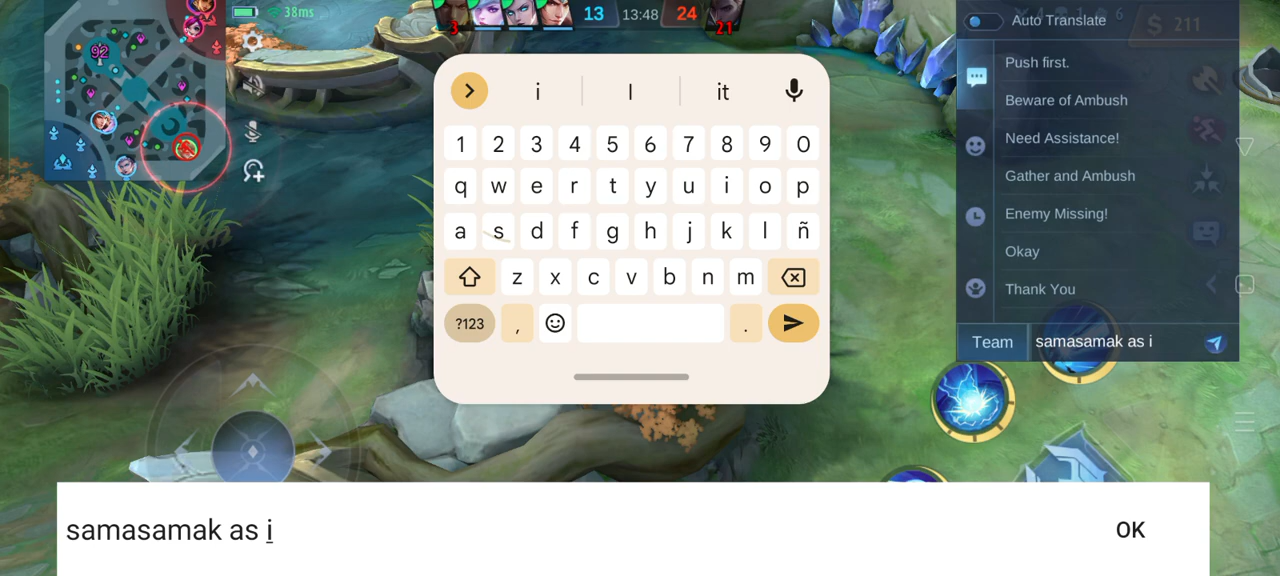 92
38ms
3
13
13:48
24
21
Auto Translate
6
$ 211
Push first.
Beware of Ambush
Need Assistance!
Gather and Ambush
Enemy Missing!
Okay
Thank You
Team
samasamak as i
i
I
it
1 2 3 4 5 6 7 8 9 0
q w e r t y u i o p
a s d f g h j k l ñ
z x c v b n m
?123 , .
samasamak as i
OK